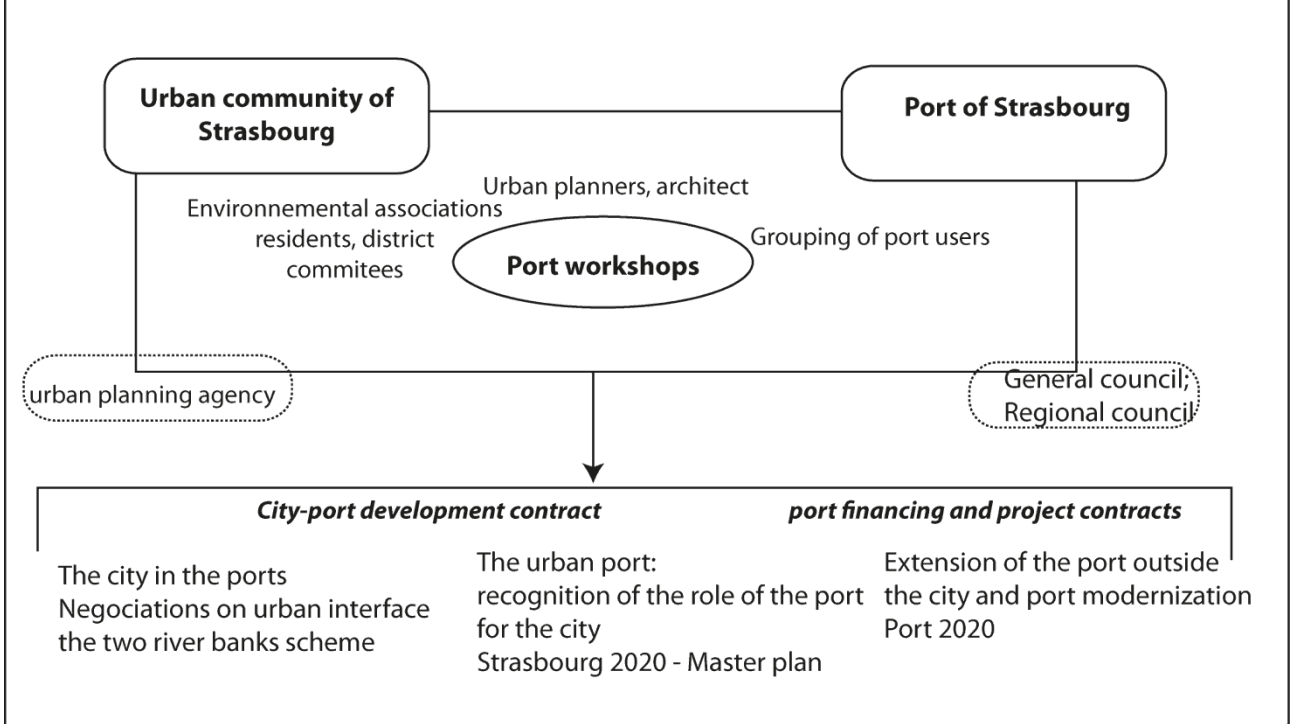 Urban community of
Strasbourg
Port of Strasbourg
Urban planners, architect
Environnemental associations
residents, district
commitees
Grouping of port users
Port workshops
urban planning agency
General council;
Regional council
City-port development contract
port financing and project contracts
The city in the ports
Negociations on urban interface
the two river banks scheme
The urban port:
recognition of the role of the port
for the city
Strasbourg 2020 - Master plan
Extension of the port outside
the city and port modernization
Port 2020